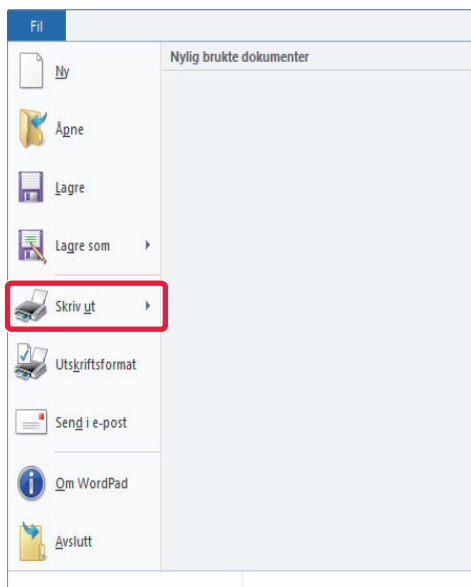 Fil
Nylig brukte dokumenter
Ny
Åpne
Lagre
Lagre som
Skriv ut
Utskriftsformat
Send i e-post
Om WordPad
Avslutt